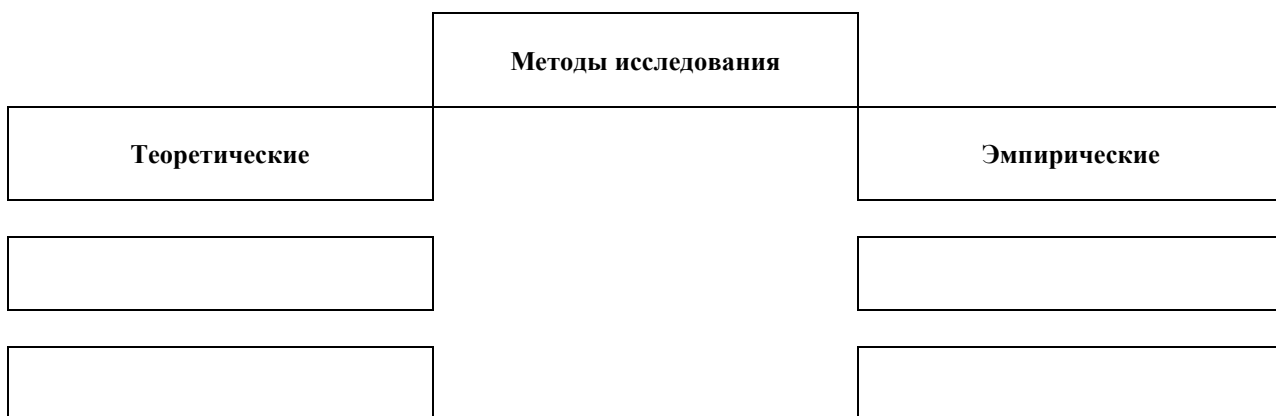 Методы исследования
Теоретические
Эмпирические